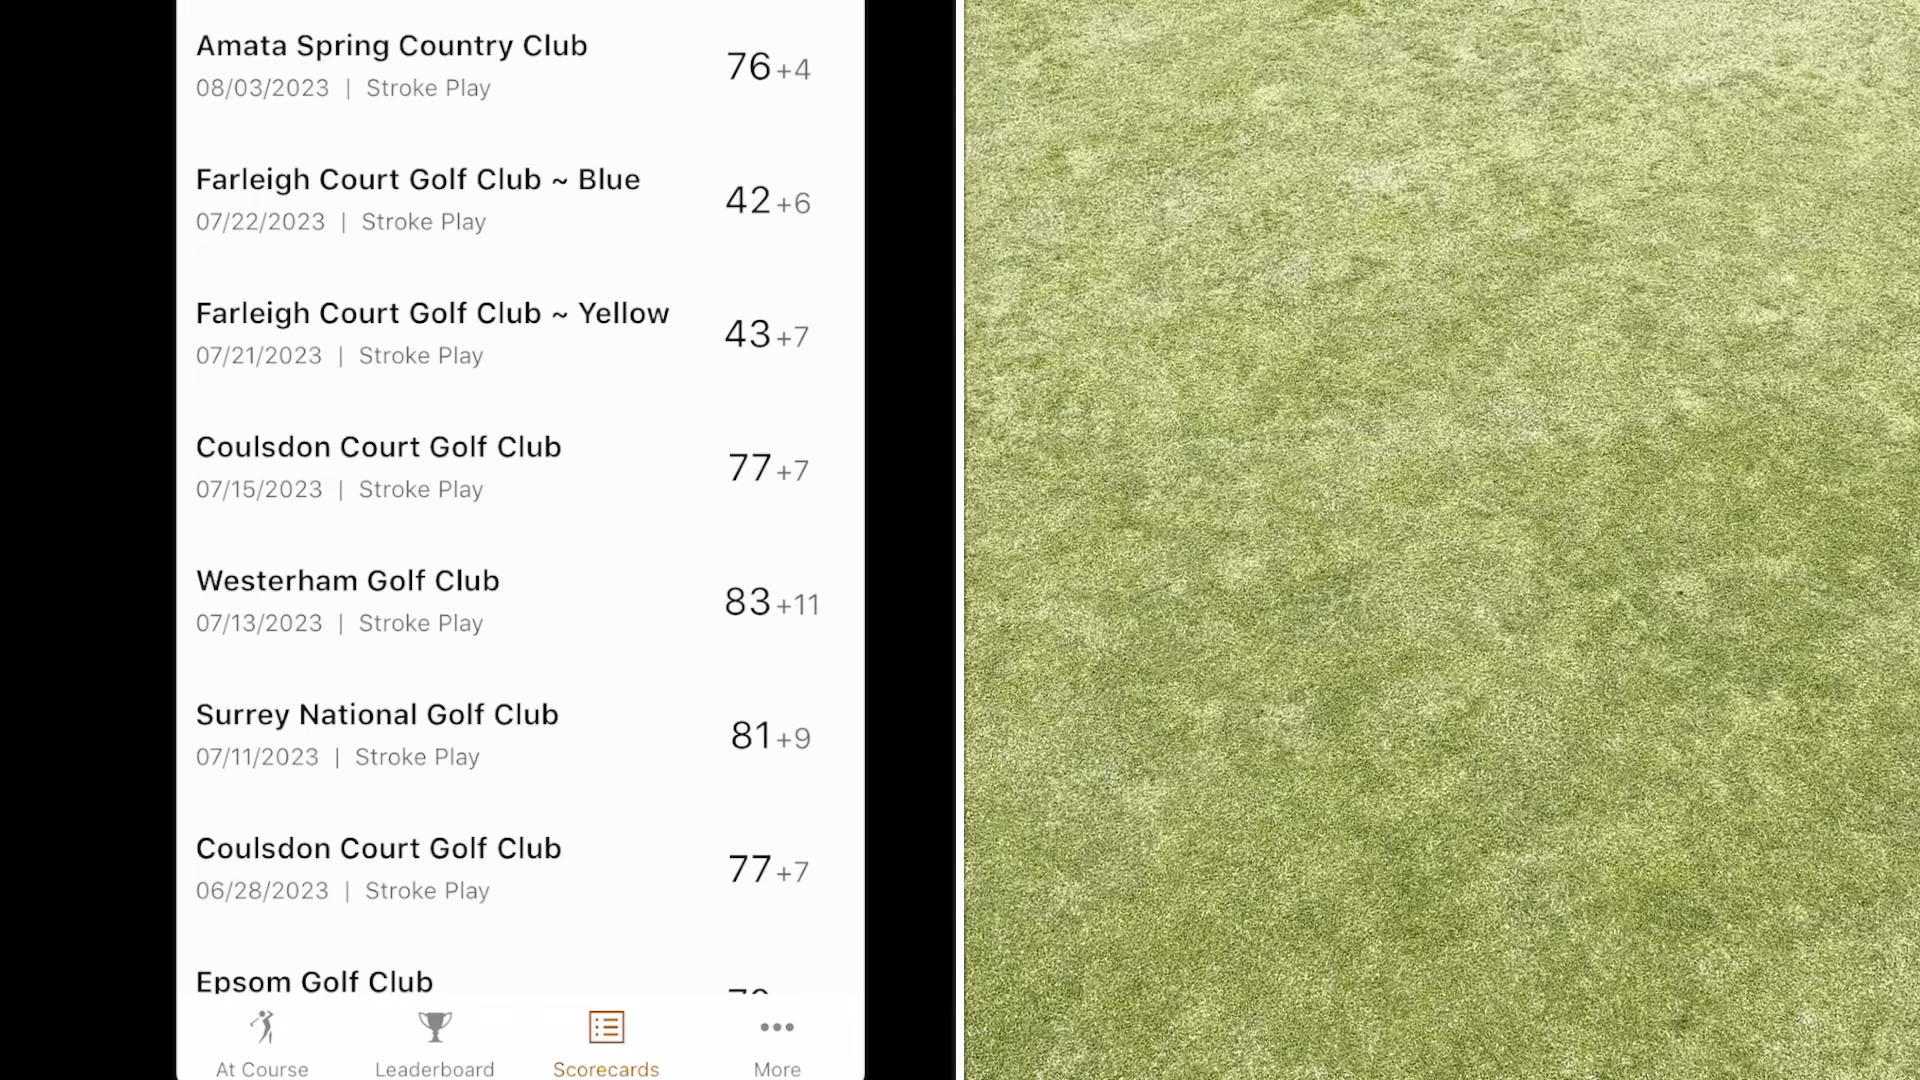 Amata Spring Country Club
76+4
08/03/2023 | Stroke Play
Farleigh Court Golf Club ~ Blue
42+6
07/22/2023 | Stroke Play
Farleigh Court Golf Club ~ Yellow
43+7
07/21/2023 | Stroke Play
Coulsdon Court Golf Club
77+7
07/15/2023 | Stroke Play
Westerham Golf Club
83+11
07/13/2023 | Stroke Play
Surrey National Golf Club
81+9
07/11/2023 | Stroke Play
Coulsdon Court Golf Club
77+7
06/28/2023 | Stroke Play
Epsom Golf Club
At Course
Leaderboard
Scorecards
More